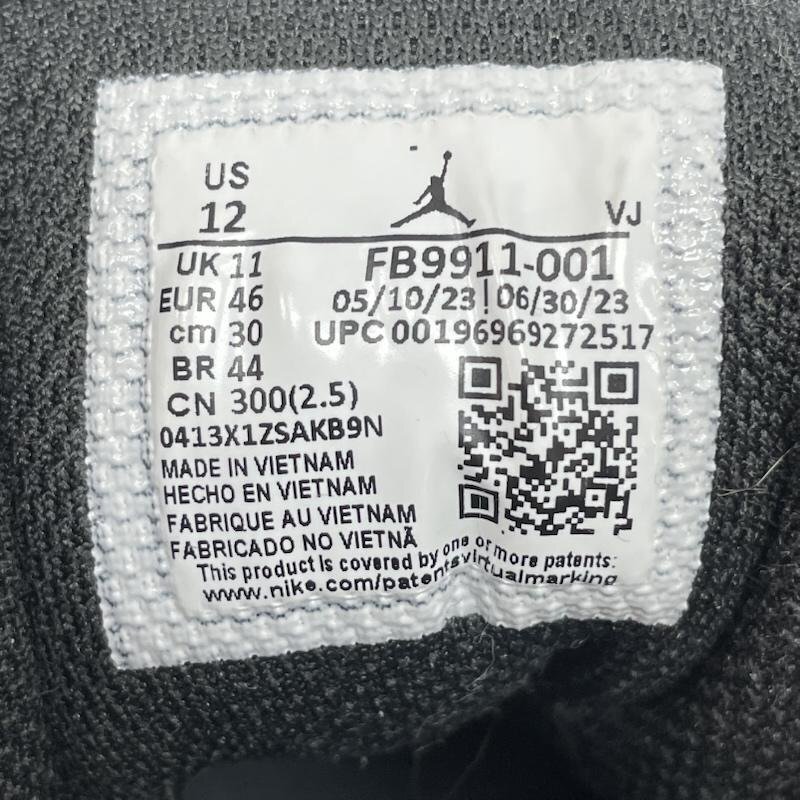 US
12
VJ
UK 11
FB9911-001
EUR 46
05/10/23 | 06/30/23
cm 30
UPC 00196969272517
BR 44
CN 300(2.5)
0413X1ZSAKB9N
MADE IN VIETNAM
HECHO EN VIETNAM
FABRIQUE AU VIETNAM
FABRICADO NO VIETNÃ
This product is covered by one or more patents:
www.nike.com/patentsvirtualmarking